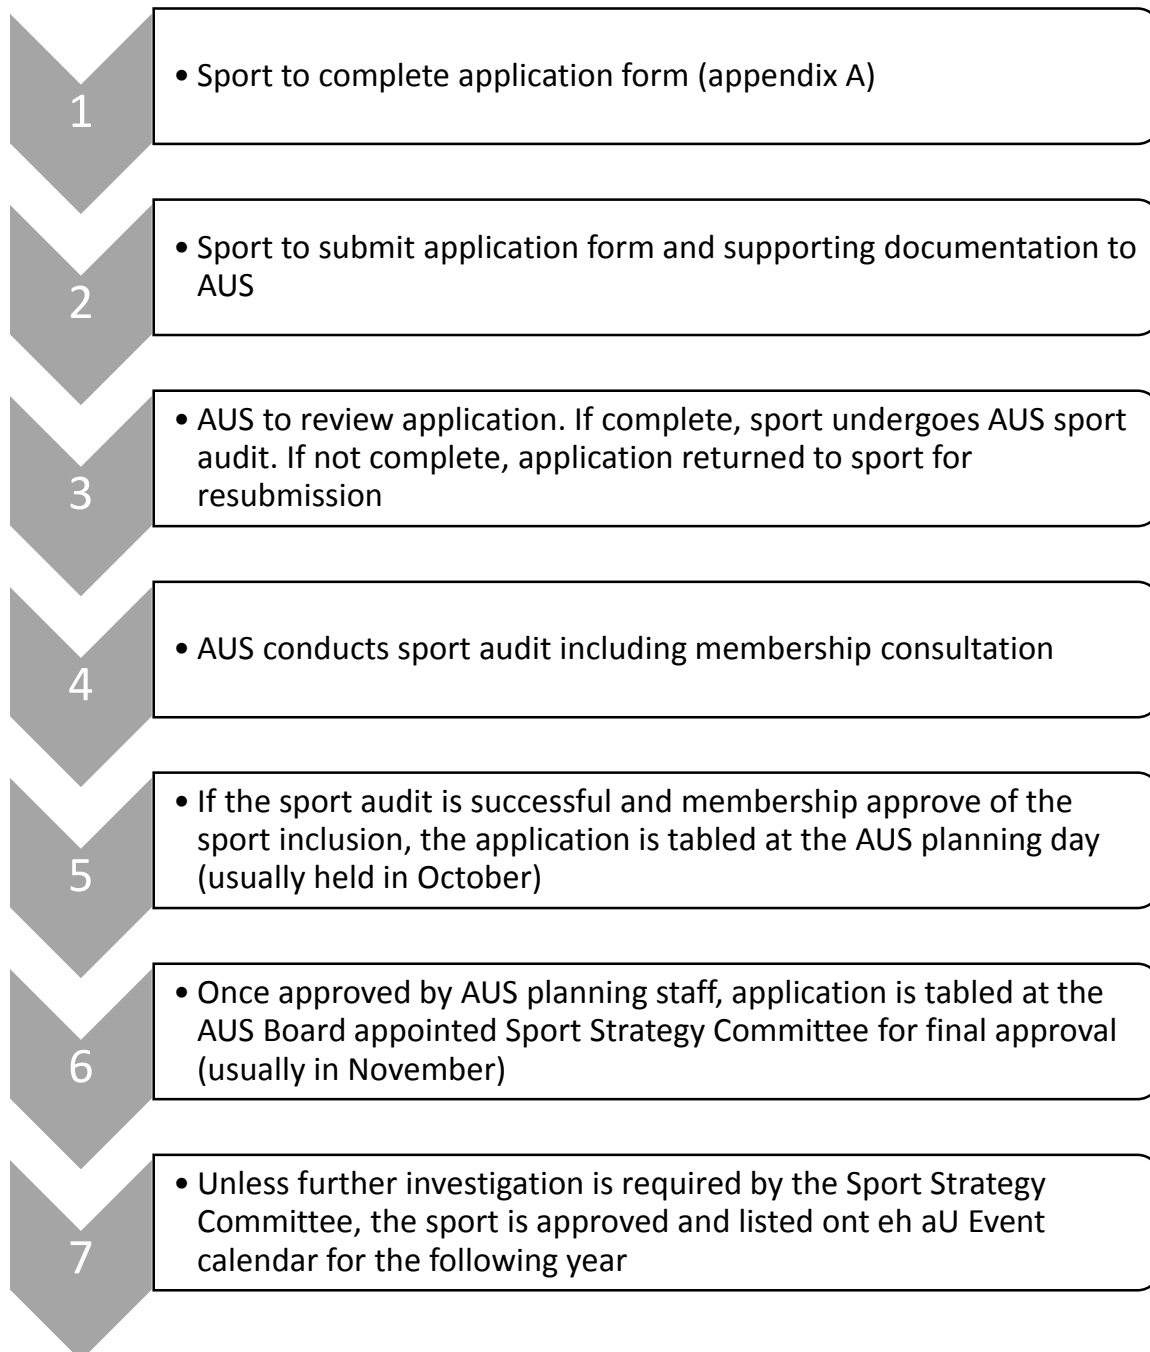 1
• Sport to complete application form (appendix A)
2
• Sport to submit application form and supporting documentation to
AUS
3
• AUS to review application. If complete, sport undergoes AUS sport
audit. If not complete, application returned to sport for
resubmission
4
• AUS conducts sport audit including membership consultation
5
• If the sport audit is successful and membership approve of the
sport inclusion, the application is tabled at the AUS planning day
(usually held in October)
6
• Once approved by AUS planning staff, application is tabled at the
AUS Board appointed Sport Strategy Committee for final approval
(usually in November)
7
• Unless further investigation is required by the Sport Strategy
Committee, the sport is approved and listed ont eh aU Event
calendar for the following year